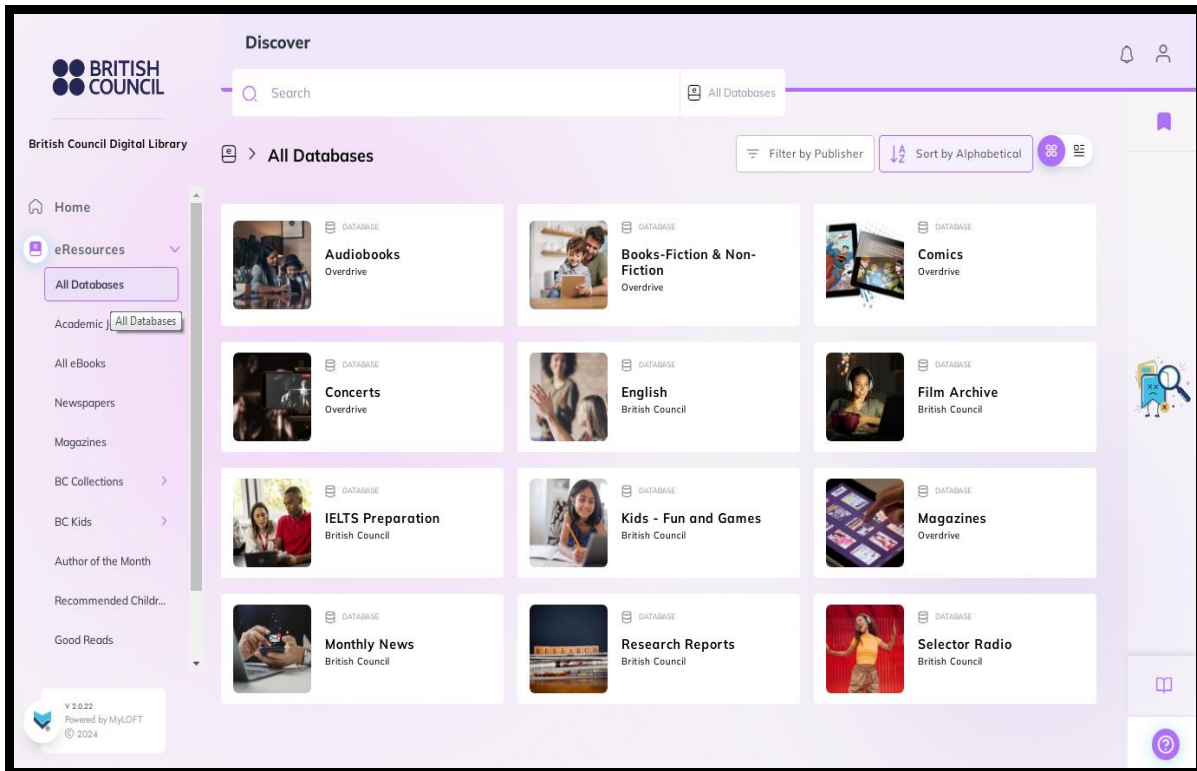 BRITISH
COUNCIL
British Council Digital Library
Home
eResources
All Databases
Academic J
All Databases
All eBooks
Newspapers
Magazines
BC Collections
BC Kids
Author of the Month
Recommended Childr...
Good Reads
V 2.0.22
Powered by MyLOFT
© 2024
Discover
Search
All Databases
All Databases
Filter by Publisher
Sort by Alphabetical
DATABASE
Audiobooks
Overdrive
DATABASE
Books-Fiction & Non-
Fiction
Overdrive
DATABASE
Comics
Overdrive
DATABASE
Concerts
Overdrive
DATABASE
English
British Council
DATABASE
Film Archive
British Council
DATABASE
IELTS Preparation
British Council
DATABASE
Kids - Fun and Games
British Council
DATABASE
Magazines
Overdrive
DATABASE
Monthly News
British Council
RESEARCH
DATABASE
Research Reports
British Council
DATABASE
Selector Radio
British Council